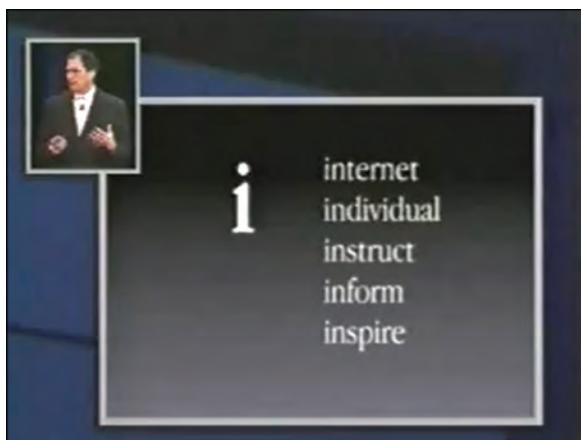 i
internet
individual
instruct
inform
inspire